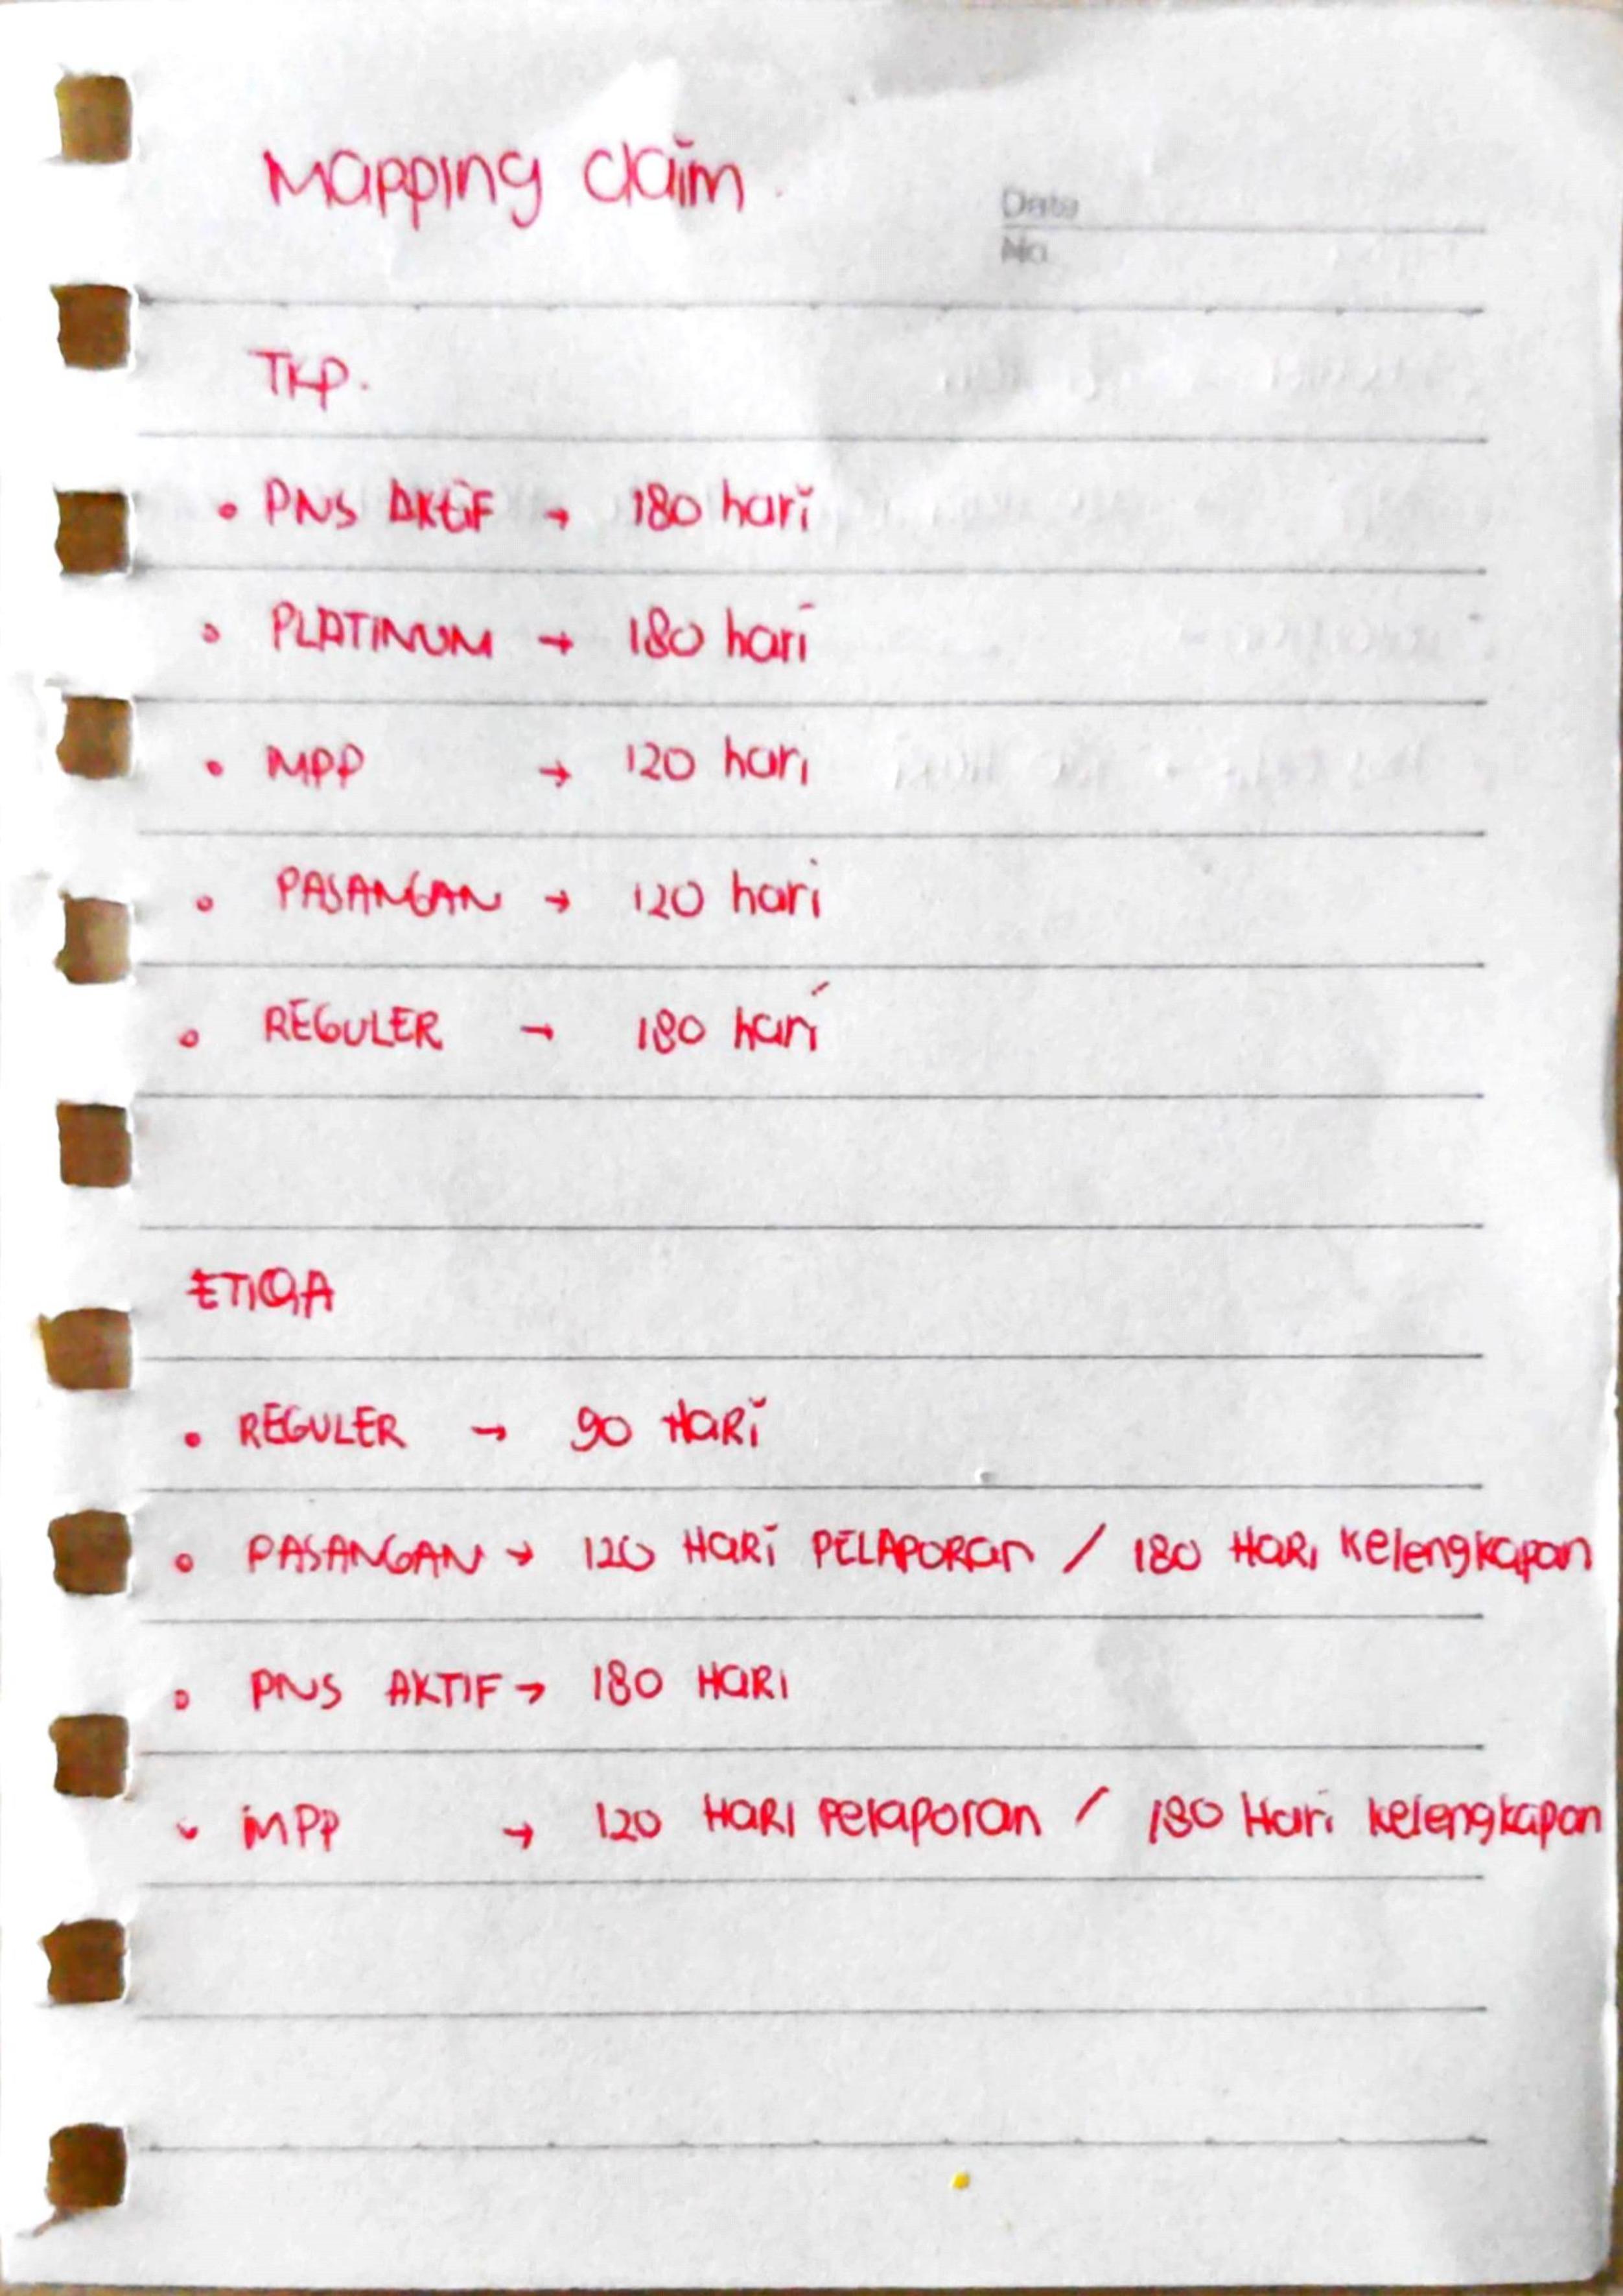 Mapping claim
Date
No
TKP.
• PNS AKtiF → 180 hari
• PLATINUM → 180 hari
• MPP → 120 hari
• PASANGAN → 120 hari
• REGULER → 180 hari
ETIQA
• REGULER → 90 HaRi
• PASANGAN → 120 HaRi PELAPORan / 180 HaRi Kelengkapan
• PNS AKTIF → 180 HaRI
• MPP → 120 HaRI Pelaporan / 180 Hari kelengkapan